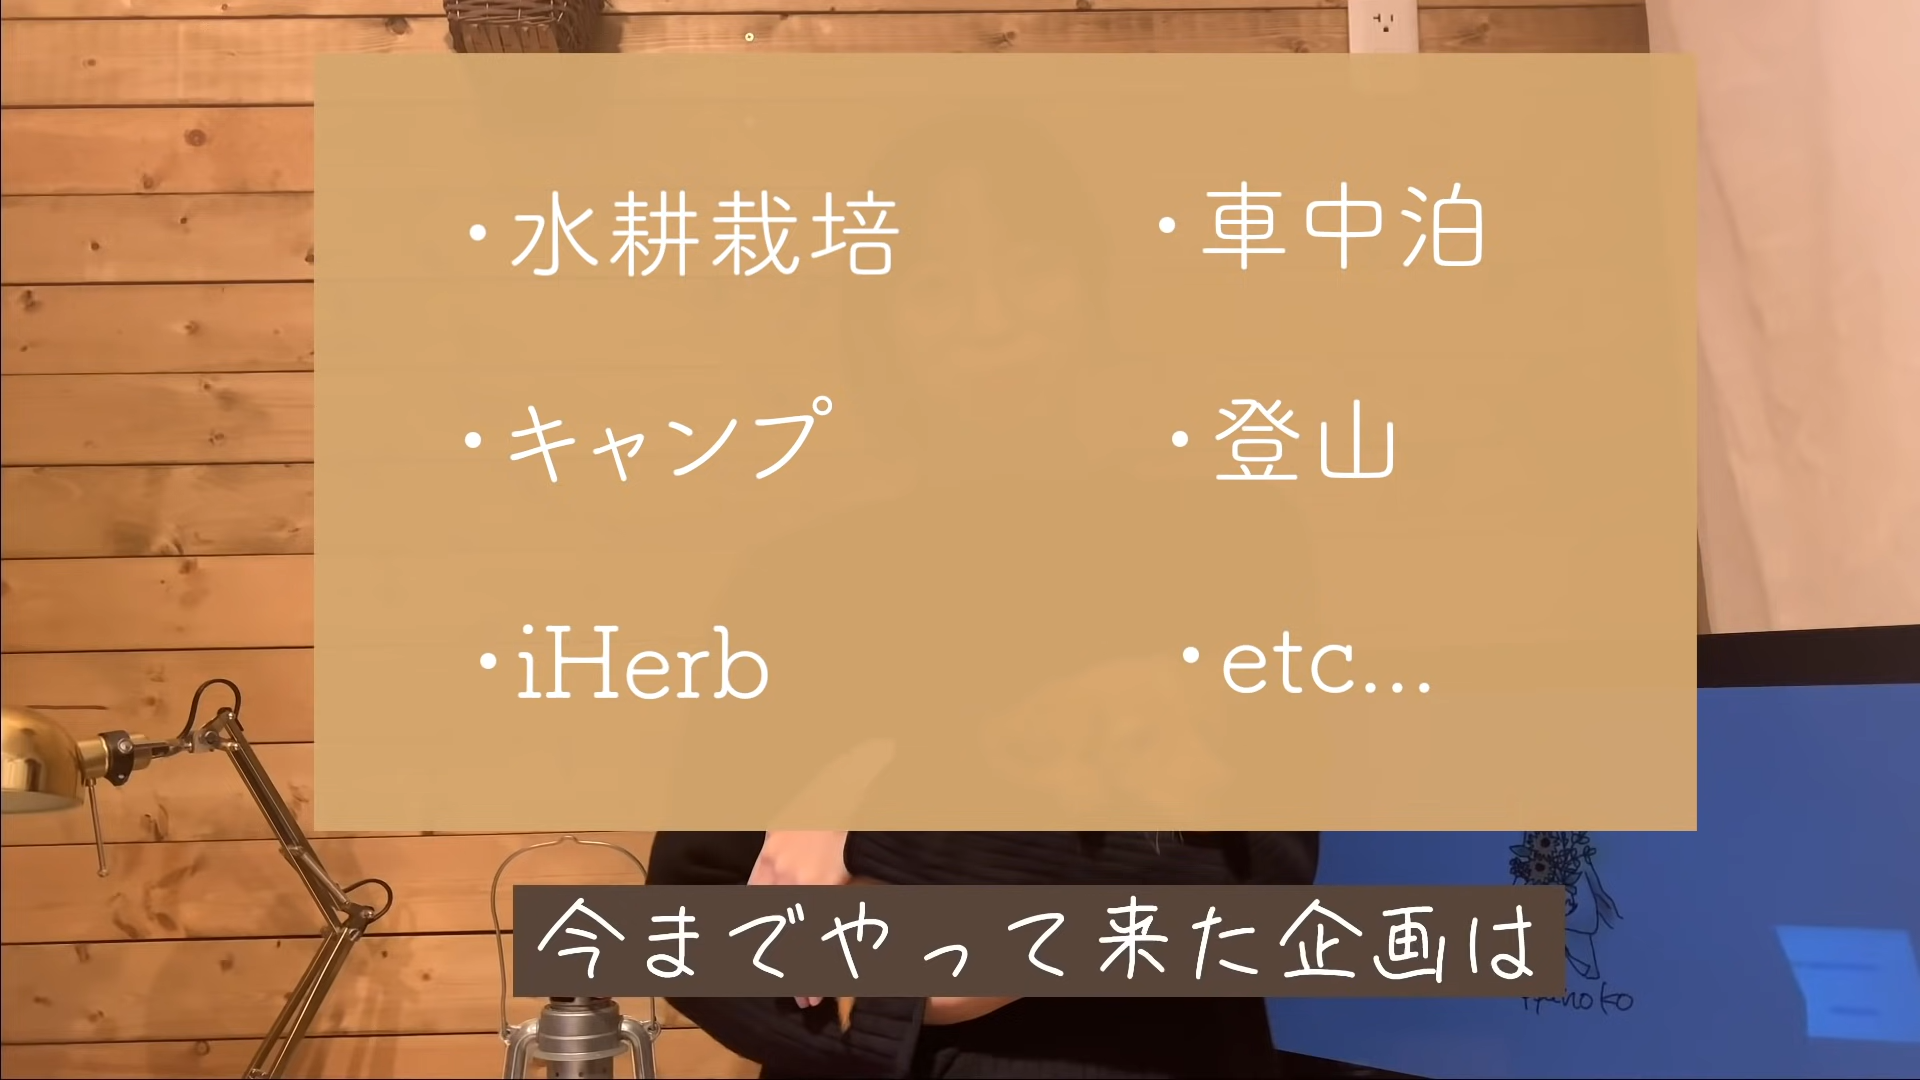 ・水耕栽培
・車中泊
・キャンプ
・登山
・iHerb
・etc...
今までやって来た企画は